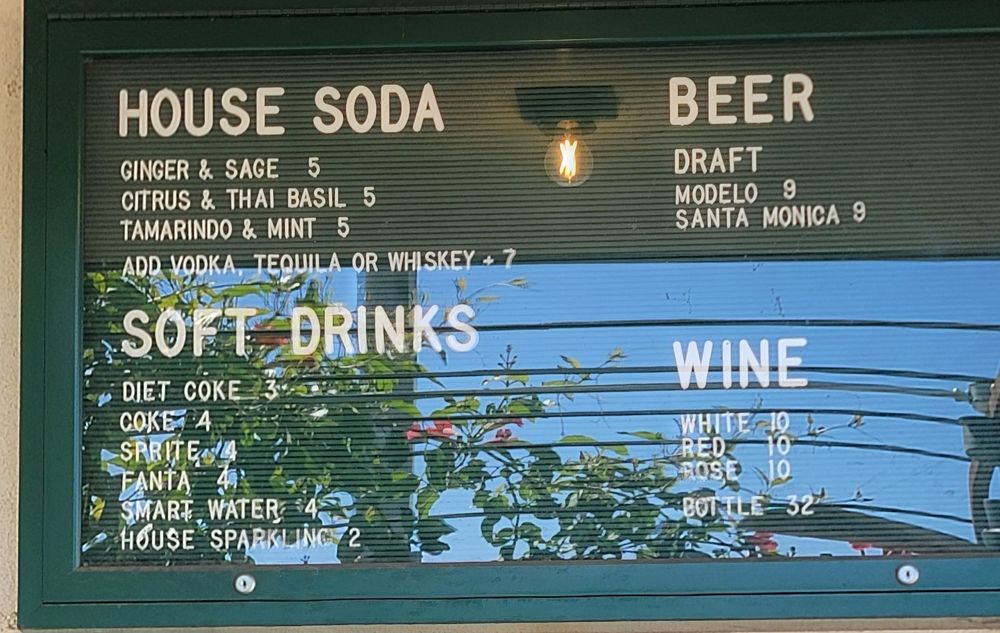 HOUSE SODA
GINGER & SAGE 5
CITRUS & THAI BASIL 5
TAMARINDO & MINT 5
ADD VODKA, TEQUILA OR WHISKEY + 7
SOFT DRINKS
DIET COKE 3
COKE 4
SPRITE 4
FANTA 4
SMART WATER 4
HOUSE SPARKLING 2
BEER
DRAFT
MODELO 9
SANTA MONICA 9
WINE
WHITE 10
RED 10
ROSE 10
BOTTLE 32